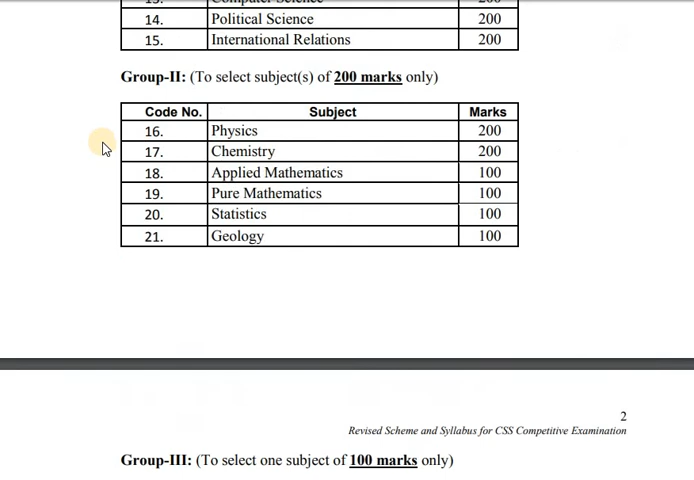 14. Political Science 200
15. International Relations 200
Group-II: (To select subject(s) of 200 marks only)
Code No. Subject Marks
16. Physics 200
17. Chemistry 200
18. Applied Mathematics 100
19. Pure Mathematics 100
20. Statistics 100
21. Geology 100
2
Revised Scheme and Syllabus for CSS Competitive Examination
Group-III: (To select one subject of 100 marks only)